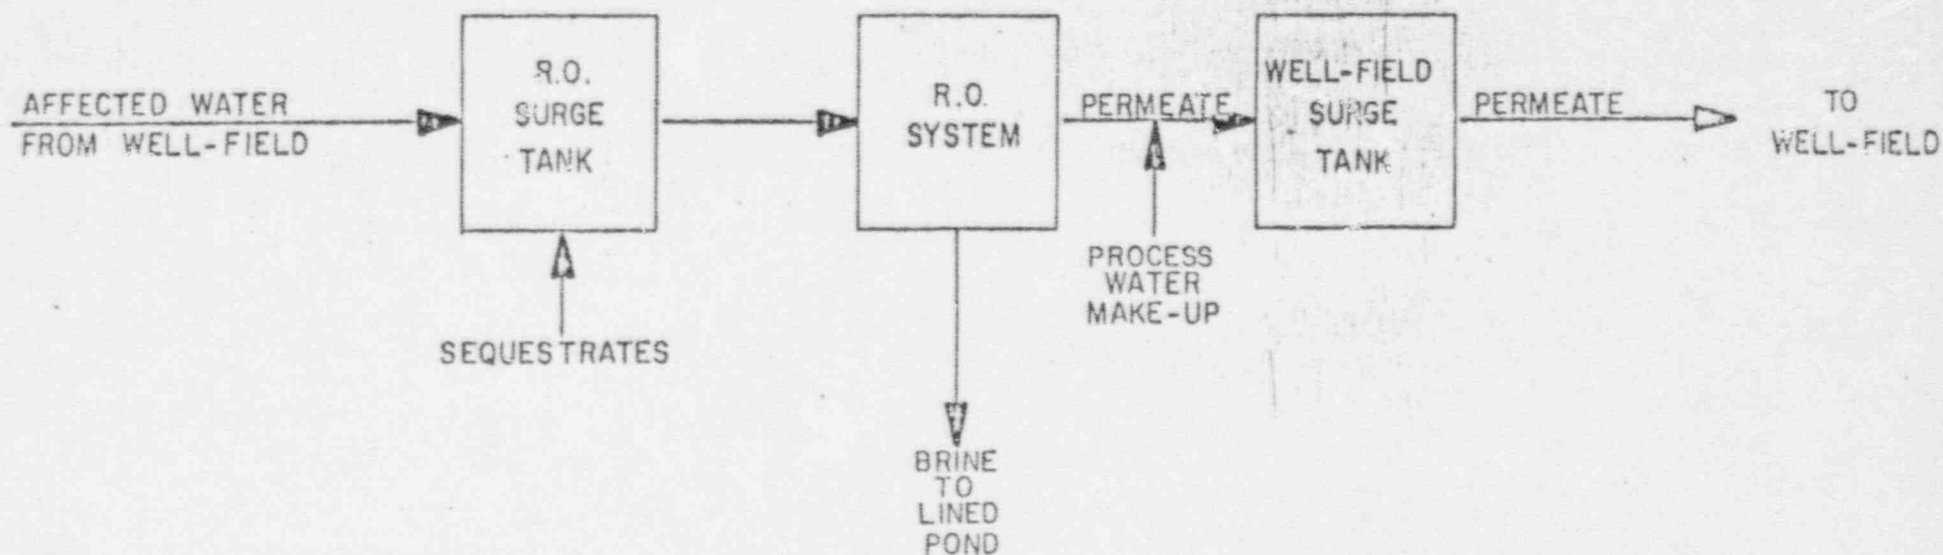 AFFECTED WATER
FROM WELL-FIELD
R.O.
SURGE
TANK
SEQUESTRATES
R.O.
SYSTEM
BRINE
TO
LINED
POND
PERMEATE
PROCESS
WATER
MAKE-UP
WELL-FIELD
SURGE
TANK
PERMEATE
TO
WELL-FIELD